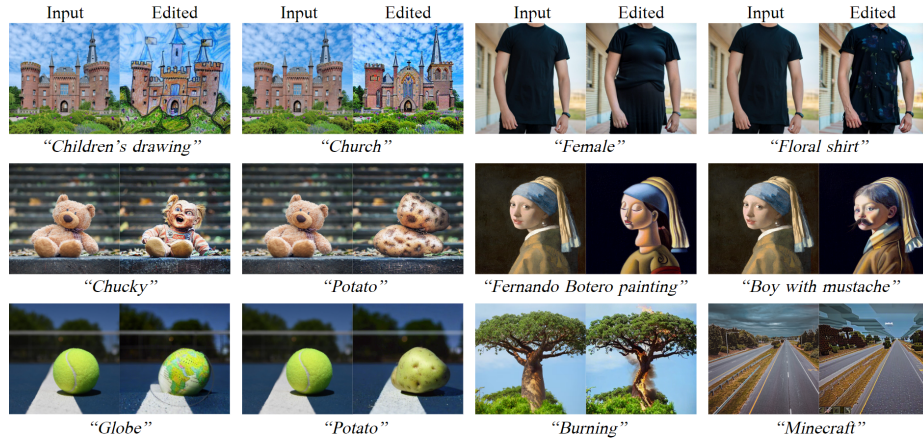 Input Edited Input Edited Input Edited Input Edited
“Children’s drawing” “Church” “Female” “Floral shirt”
“Chucky” “Potato” “Fernando Botero painting” “Boy with mustache”
“Globe” “Potato” “Burning” “Minecraft”